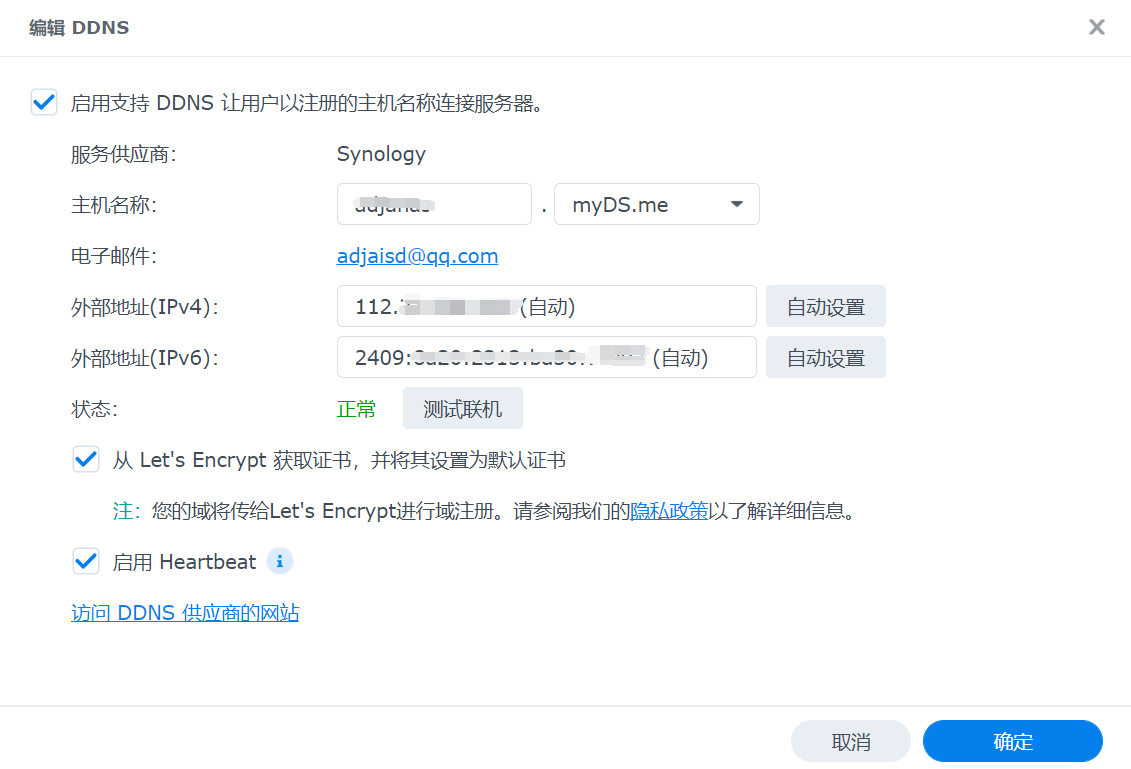 编辑 DDNS
启用支持 DDNS 让用户以注册的主机名称连接服务器。
服务供应商: Synology
主机名称: . myDS.me
电子邮件: adjaisd@qq.com
外部地址(IPv4): 112. (自动) 自动设置
外部地址(IPv6): 2409: (自动) 自动设置
状态: 正常 测试联机
从 Let's Encrypt 获取证书，并将其设置为默认证书
注：您的域将传给Let's Encrypt进行域注册。请参阅我们的隐私政策以了解详细信息。
启用 Heartbeat
访问 DDNS 供应商的网站
取消 确定